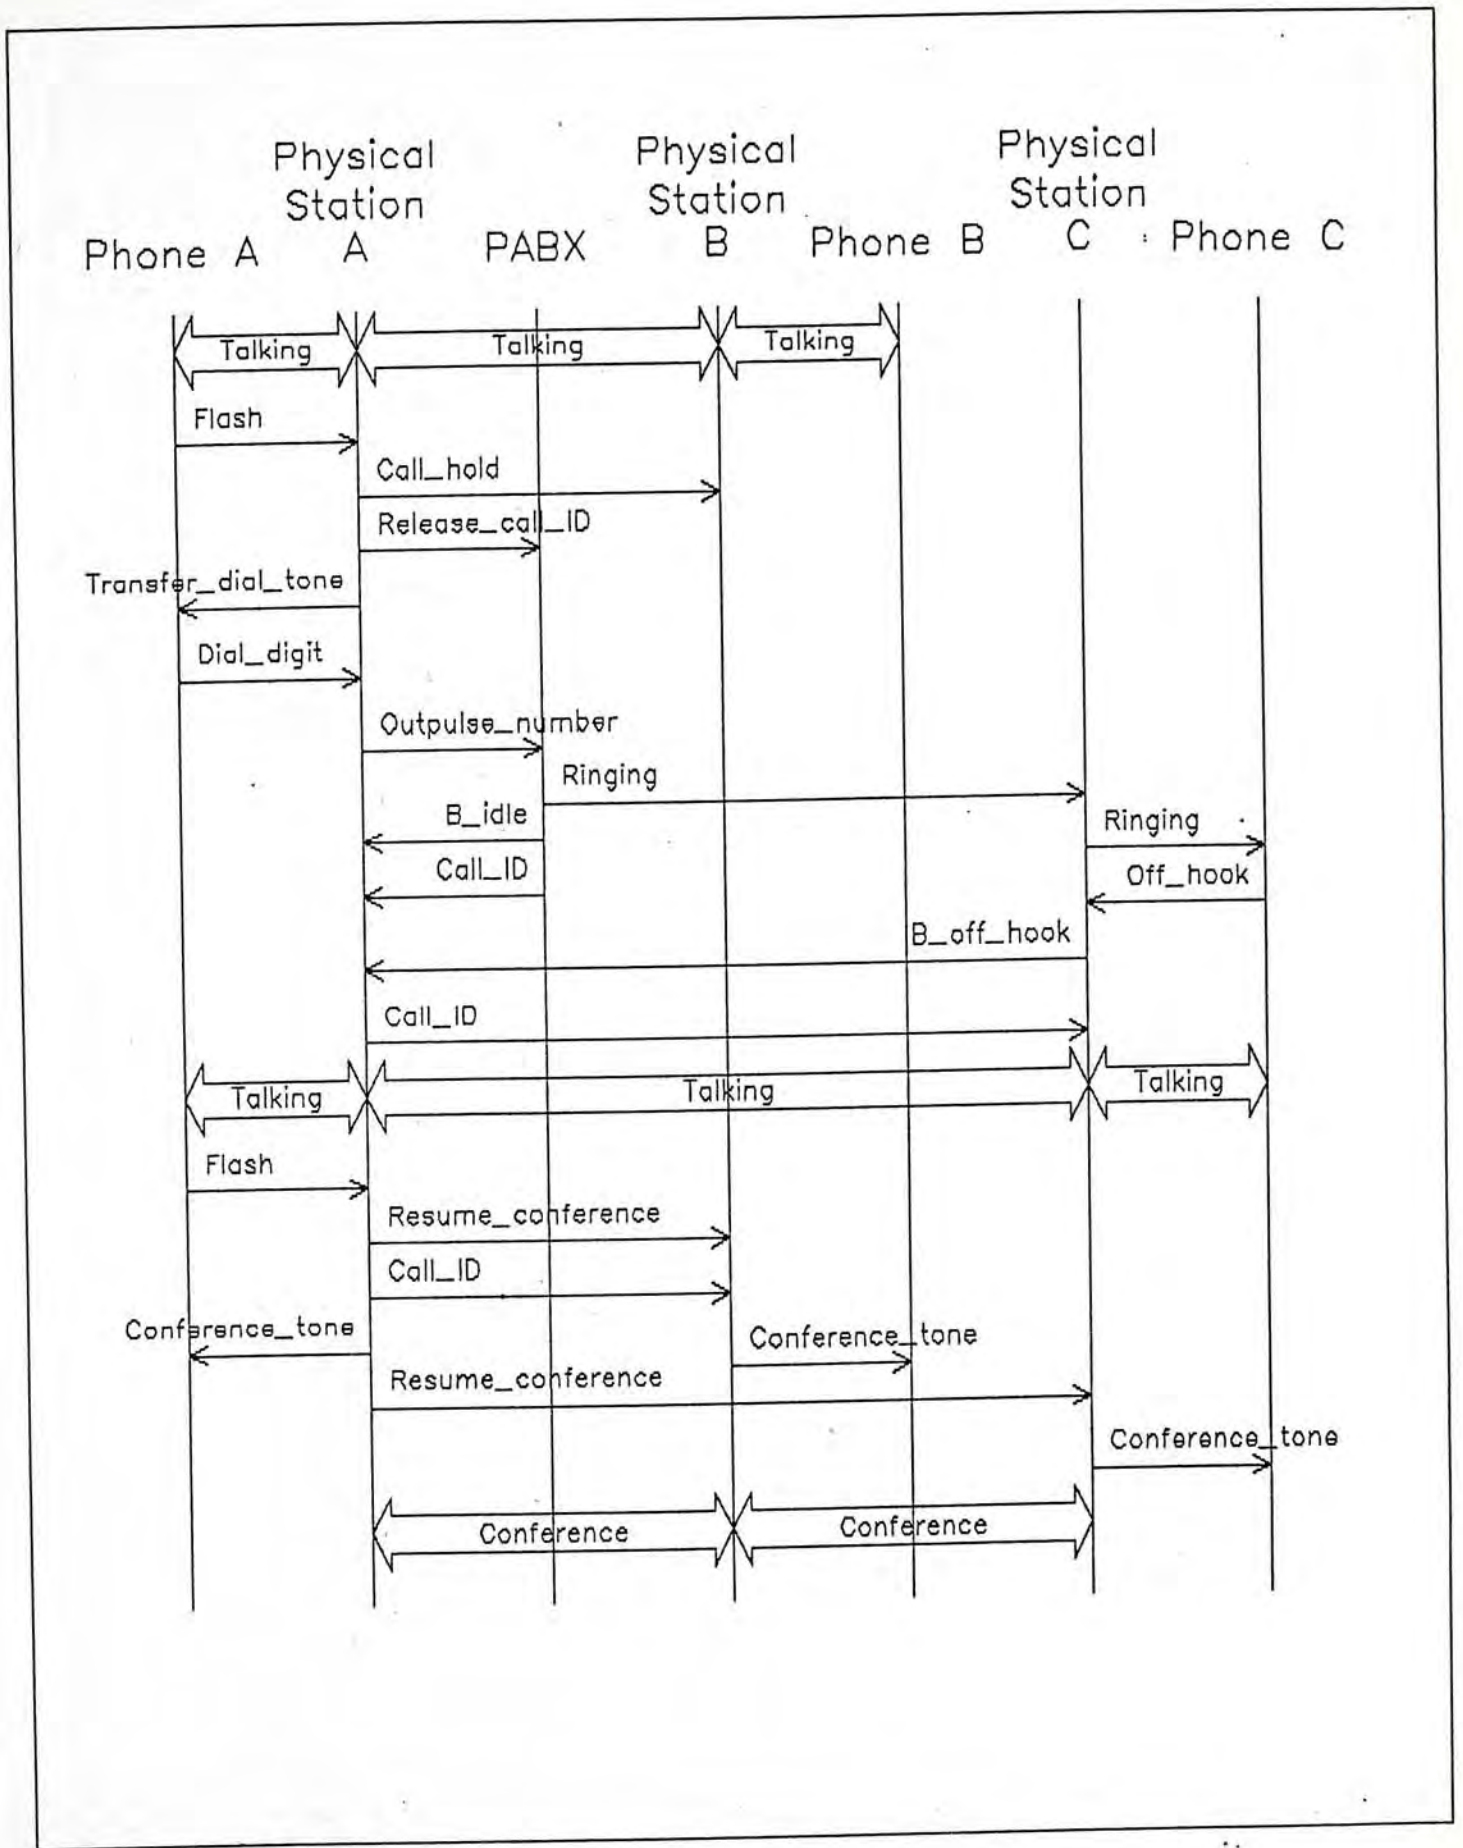 Physical Physical Physical
Station Station Station
Phone A A PABX B Phone B C Phone C
Talking Talking Talking
Flash
Call_hold
Release_call_ID
Transfer_dial_tone
Dial_digit
Outpulse_number
Ringing
B_idle
Ringing
Call_ID
Off_hook
B_off_hook
Call_ID
Talking Talking Talking
Flash
Resume_conference
Call_ID
Conference_tone Conference_tone
Resume_conference
Conference_tone
Conference Conference